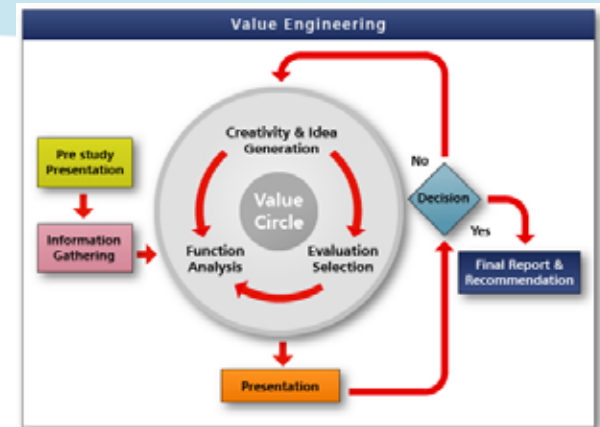 Value Engineering
Pre study
Presentation
Information
Gathering
Creativity & Idea
Generation
Value
Circle
Function
Analysis
Evaluation
Selection
Presentation
No
Decision
Yes
Final Report &
Recommendation